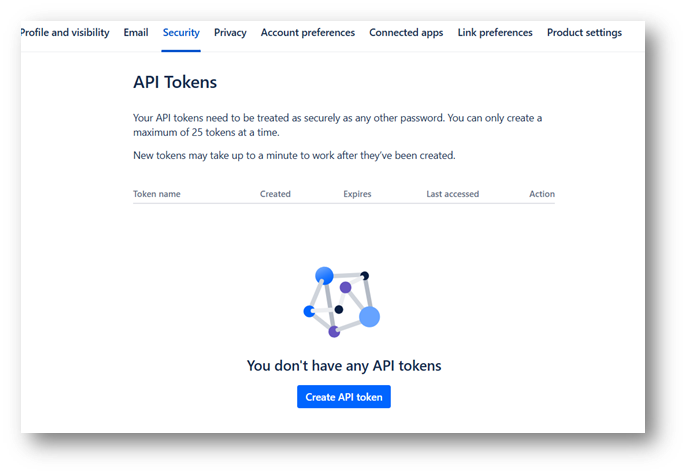 Profile and visibility Email Security Privacy Account preferences Connected apps Link preferences Product settings
API Tokens
Your API tokens need to be treated as securely as any other password. You can only create a
maximum of 25 tokens at a time.
New tokens may take up to a minute to work after they've been created.
Token name Created Expires Last accessed Action
You don't have any API tokens
Create API token